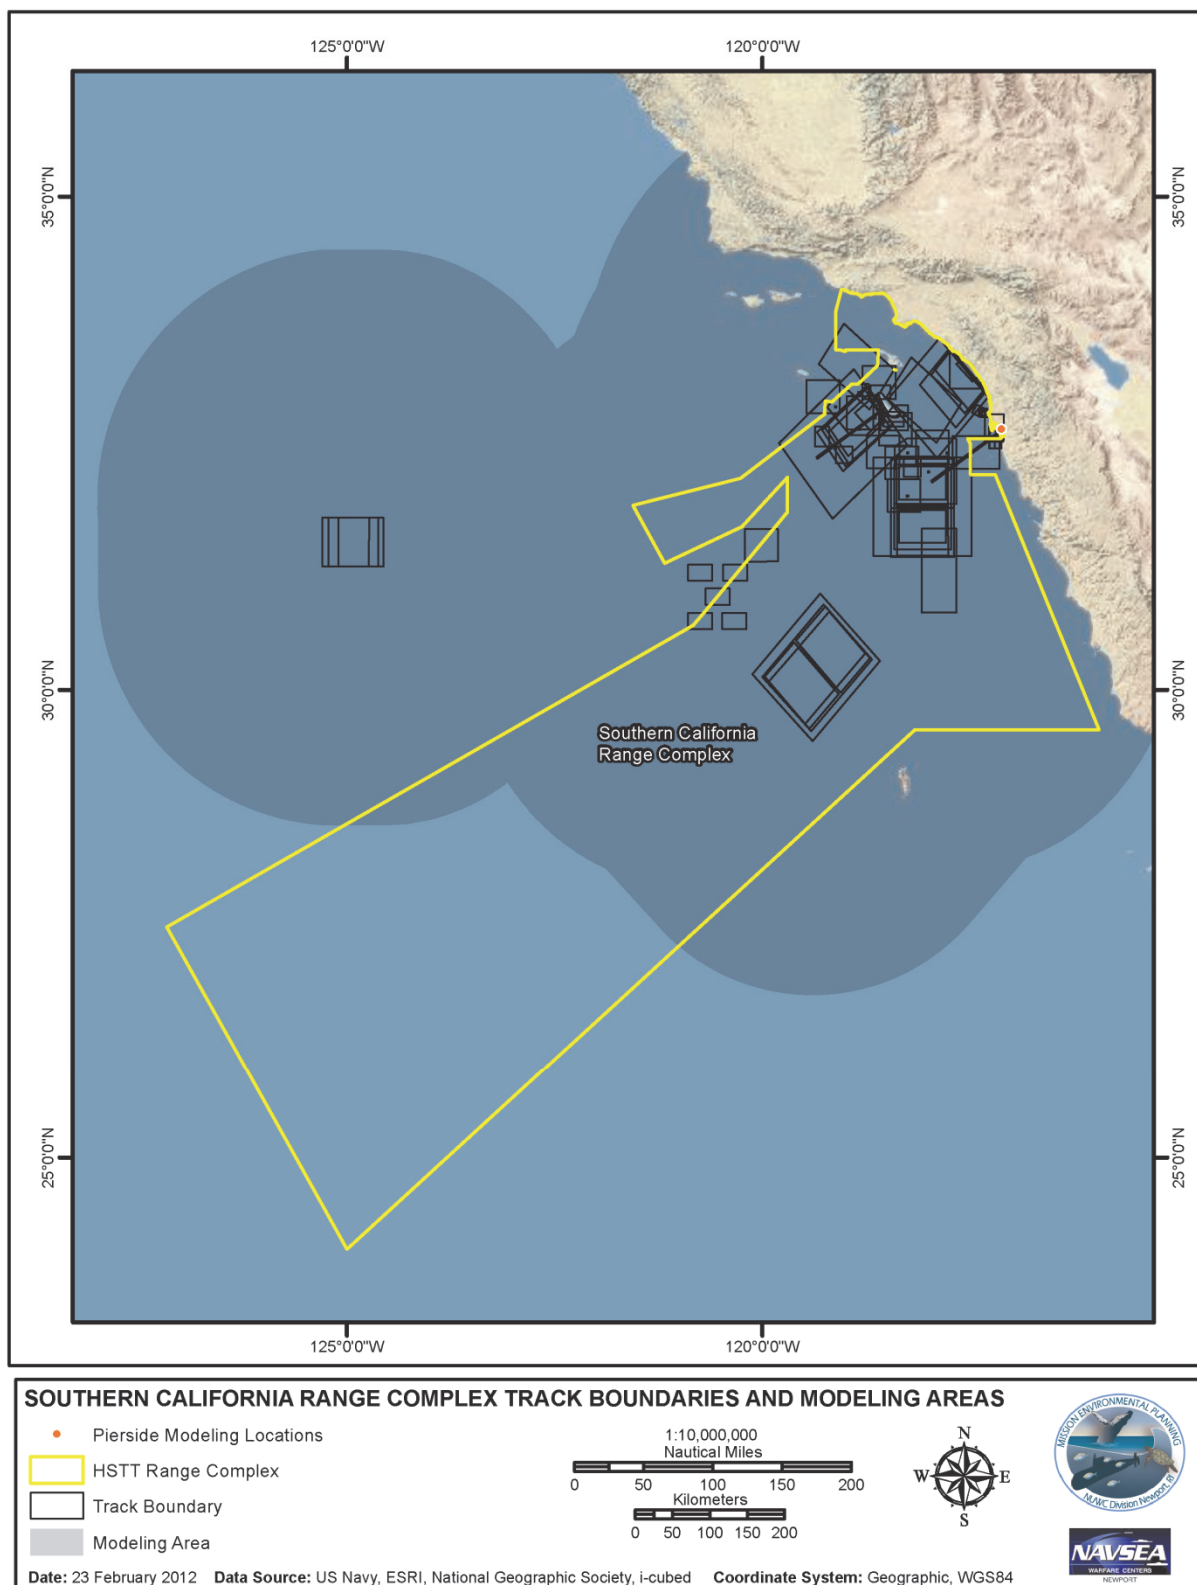 125°0'0"W
120°0'0"W
35°0'0"N
35°0'0"N
30°0'0"N
30°0'0"N
25°0'0"N
25°0'0"N
Southern California
Range Complex
125°0'0"W
120°0'0"W
SOUTHERN CALIFORNIA RANGE COMPLEX TRACK BOUNDARIES AND MODELING AREAS
Pierside Modeling Locations
HSTT Range Complex
Track Boundary
Modeling Area
1:10,000,000
Nautical Miles
0 50 100 150 200
Kilometers
0 50 100 150 200
N
W E
S
MISSION ENVIRONMENTAL PLANNING
NUWC Division Newport, RI
NAVSEA
WARFARE CENTERS
NEWPORT
Date: 23 February 2012 Data Source: US Navy, ESRI, National Geographic Society, i-cubed Coordinate System: Geographic, WGS84